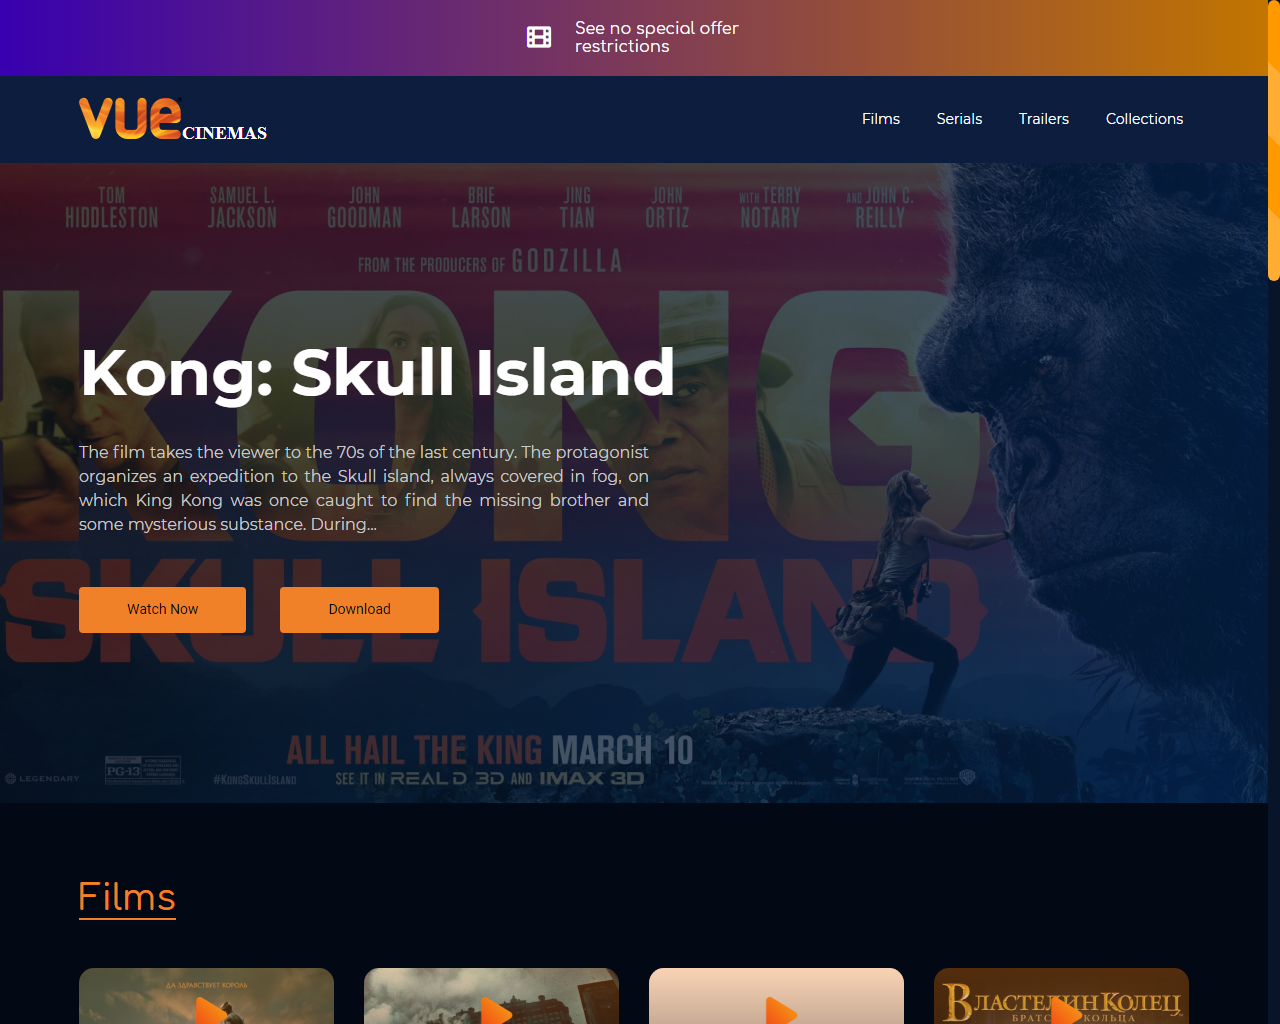 See no special offer
restrictions
vue CINEMAS
Films Serials Trailers Collections
TOM HIDDLESTON SAMUEL L. JACKSON JOHN GOODMAN BRIE LARSON JING TIAN JOHN ORTIZ WITH TERRY NOTARY AND JOHN C. REILLY
FROM THE PRODUCERS OF GODZILLA
KONG
Kong: Skull Island
The film takes the viewer to the 70s of the last century. The protagonist
organizes an expedition to the Skull island, always covered in fog, on
which King Kong was once caught to find the missing brother and
some mysterious substance. During...
SKULL ISLAND
Watch Now Download
ALL HAIL THE KING MARCH 10
LEGENDARY PG-13 #KONGSKULLISLAND SEE IT IN REAL D 3D AND IMAX 3D
Films
ДА ЗДРАВСТВУЕТ КОРОЛЬ
ВЛАСТЕЛИН КОЛЕЦ
БРАТСТВО КОЛЬЦА